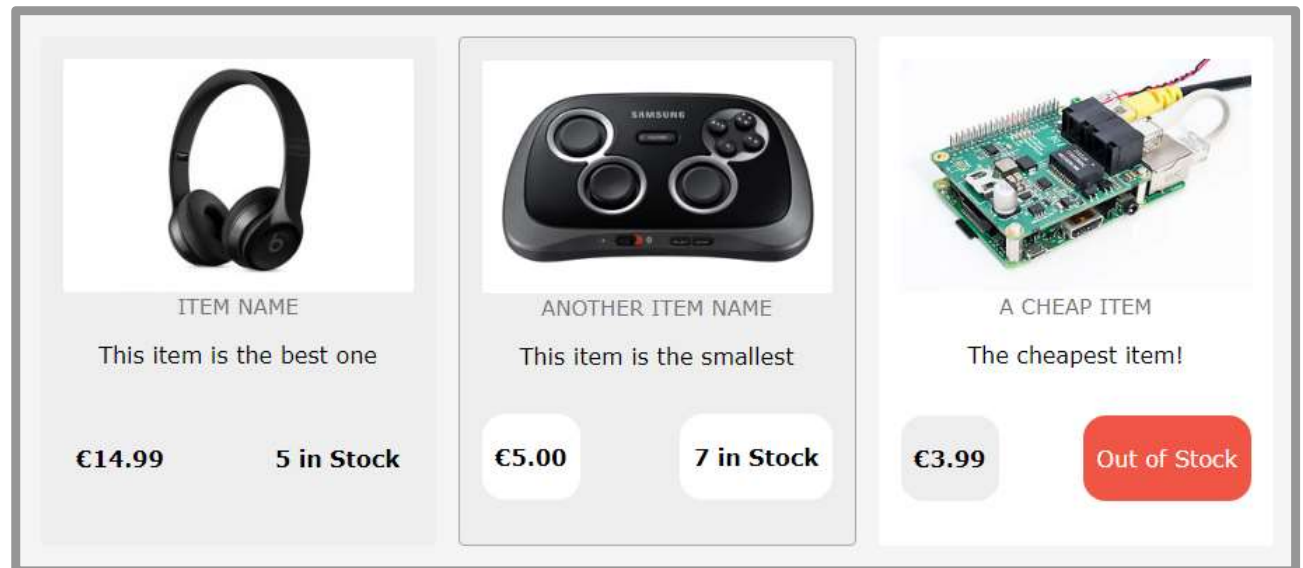 SAMSUNG
ITEM NAME
This item is the best one
€14.99
5 in Stock
ANOTHER ITEM NAME
This item is the smallest
€5.00
7 in Stock
A CHEAP ITEM
The cheapest item!
€3.99
Out of Stock